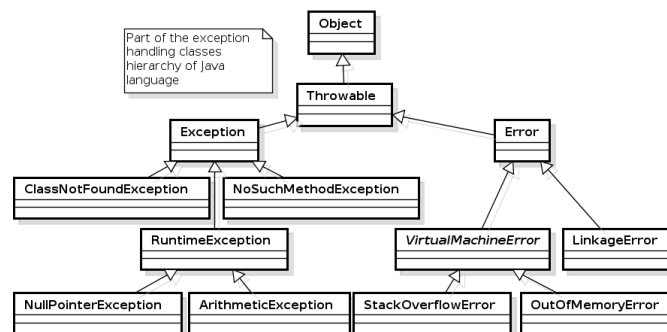 Object
Part of the exception
handling classes
hierarchy of Java
language
Throwable
Exception
Error
ClassNotFoundException
NoSuchMethodException
RuntimeException
VirtualMachineError
LinkageError
NullPointerException
ArithmeticException
StackOverflowError
OutOfMemoryError